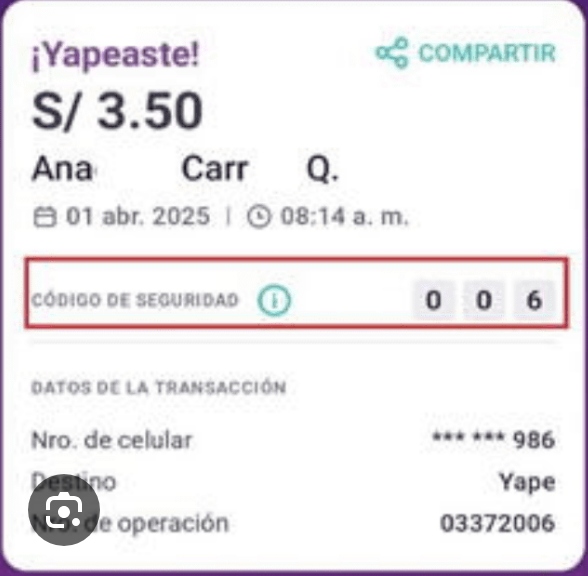 ¡Yapeaste! COMPARTIR
S/ 3.50
Ana Carr Q.
01 abr. 2025 | 08:14 a. m.
CÓDIGO DE SEGURIDAD 0 0 6
DATOS DE LA TRANSACCIÓN
Nro. de celular *** *** 986
Destino Yape
Nro. de operación 03372006